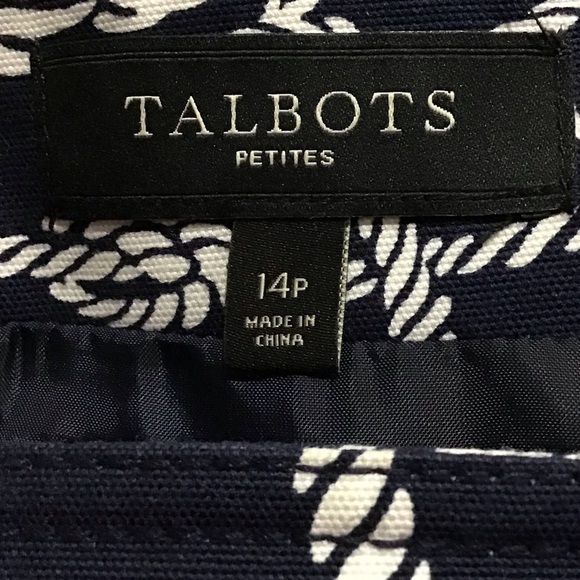 TALBOTS
PETITES
14P
MADE IN
CHINA